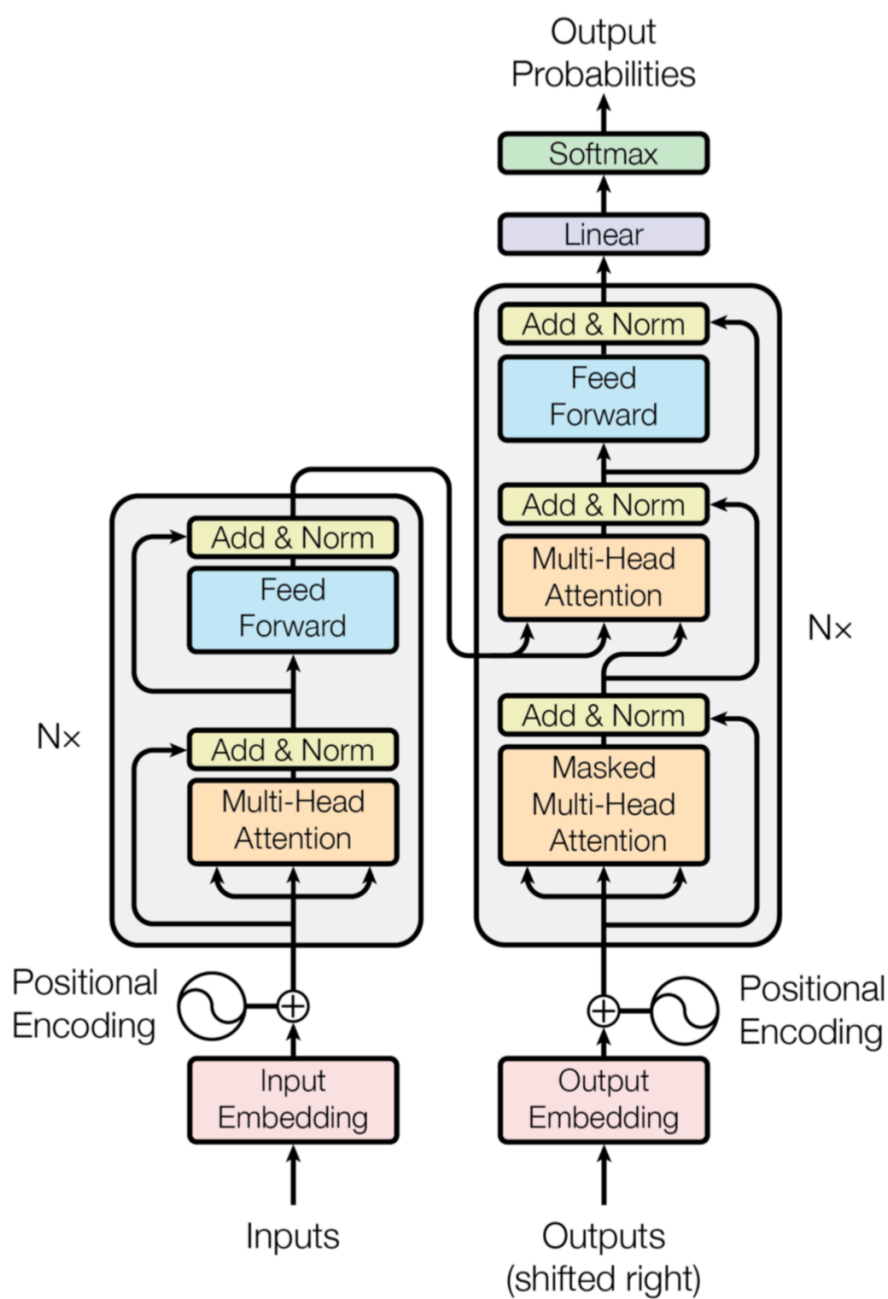 Output
Probabilities
Softmax
Linear
Add & Norm
Feed
Forward
Add & Norm
Multi-Head
Attention
Add & Norm
Masked
Multi-Head
Attention
N×
Positional
Encoding
Output
Embedding
Outputs
(shifted right)
Add & Norm
Feed
Forward
Add & Norm
Multi-Head
Attention
N×
Positional
Encoding
Input
Embedding
Inputs